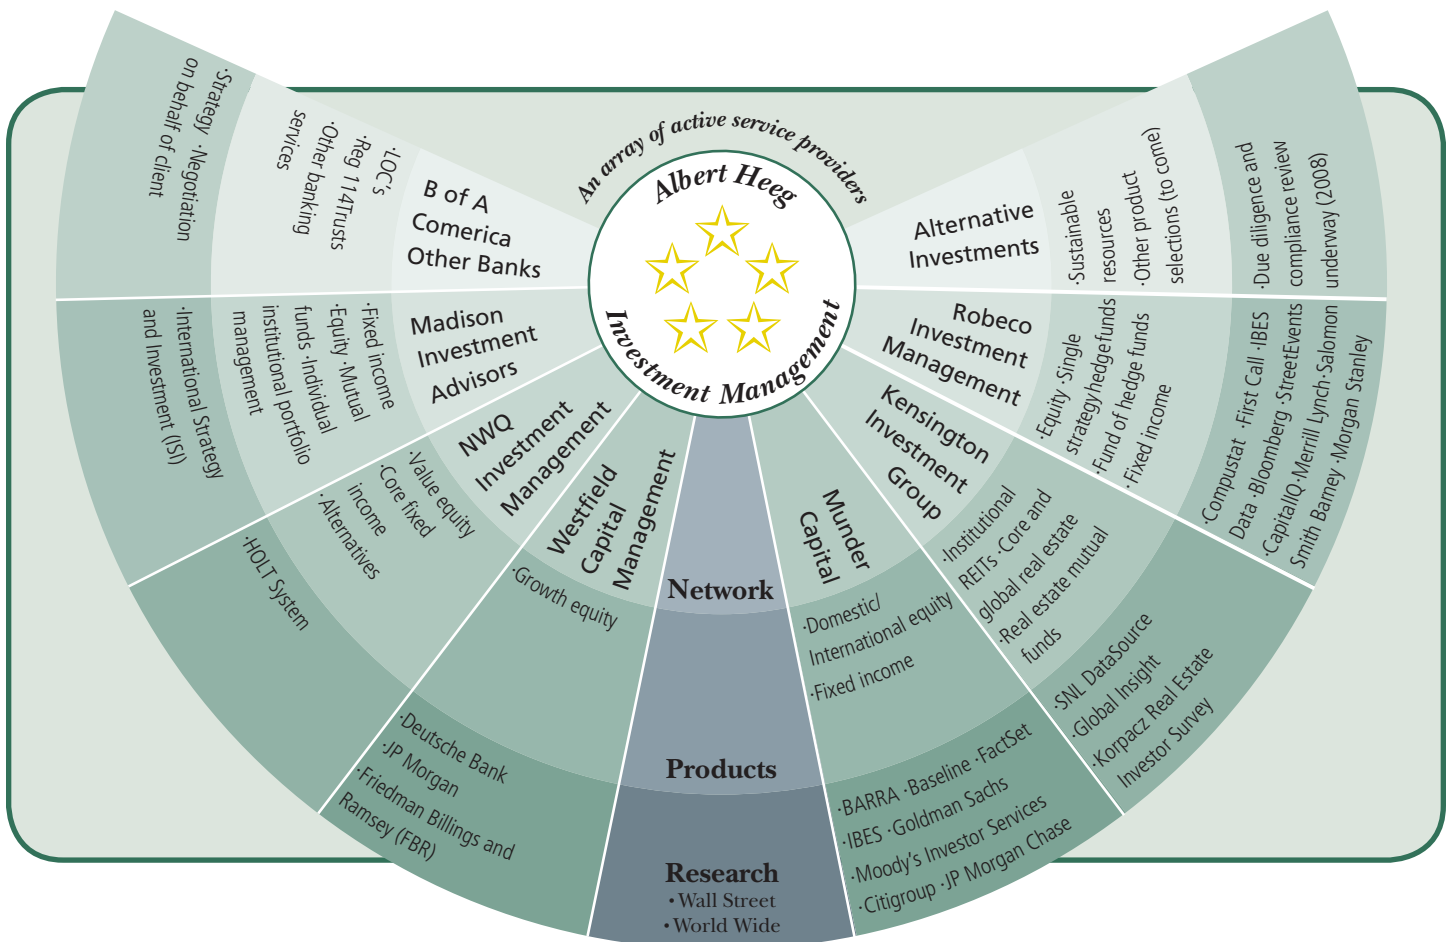 An array of active service providers
Albert Heeg
Investment Management
B of A
Comerica
Other Banks
·LOC's
·Reg 114Trusts
·Other banking
services
·Strategy ·Negotiation
on behalf of client
Madison
Investment
Advisors
·Fixed income
·Equity ·Mutual
funds ·Individual
institutional portfolio
management
·International Strategy
and Investment (ISI)
NWQ
Investment
Management
·Value equity
·Core fixed
income
·Alternatives
·HOLT System
Westfield
Capital
Management
·Growth equity
·Deutsche Bank
·JP Morgan
·Friedman Billings and
Ramsey (FBR)
Network
Products
Research
•Wall Street
•World Wide
Munder
Capital
·Domestic/
International equity
·Fixed income
·BARRA ·Baseline ·FactSet
·IBES ·Goldman Sachs
·Moody's Investor Services
·Citigroup ·JP Morgan Chase
Kensington
Investment
Group
·Institutional
REITs ·Core and
global real estate
·Real estate mutual
funds
·SNL DataSource
·Global Insight
·Korpacz Real Estate
Investor Survey
Robeco
Investment
Management
·Equity ·Single
strategy hedge funds
·Fund of hedge funds
·Fixed income
·Compustat ·First Call ·IBES
Data ·Bloomberg ·StreetEvents
·CapitalIQ ·Merrill Lynch·Salomon
Smith Barney ·Morgan Stanley
Alternative
Investments
·Sustainable
resources
·Other product
selections (to come)
·Due diligence and
compliance review
underway (2008)